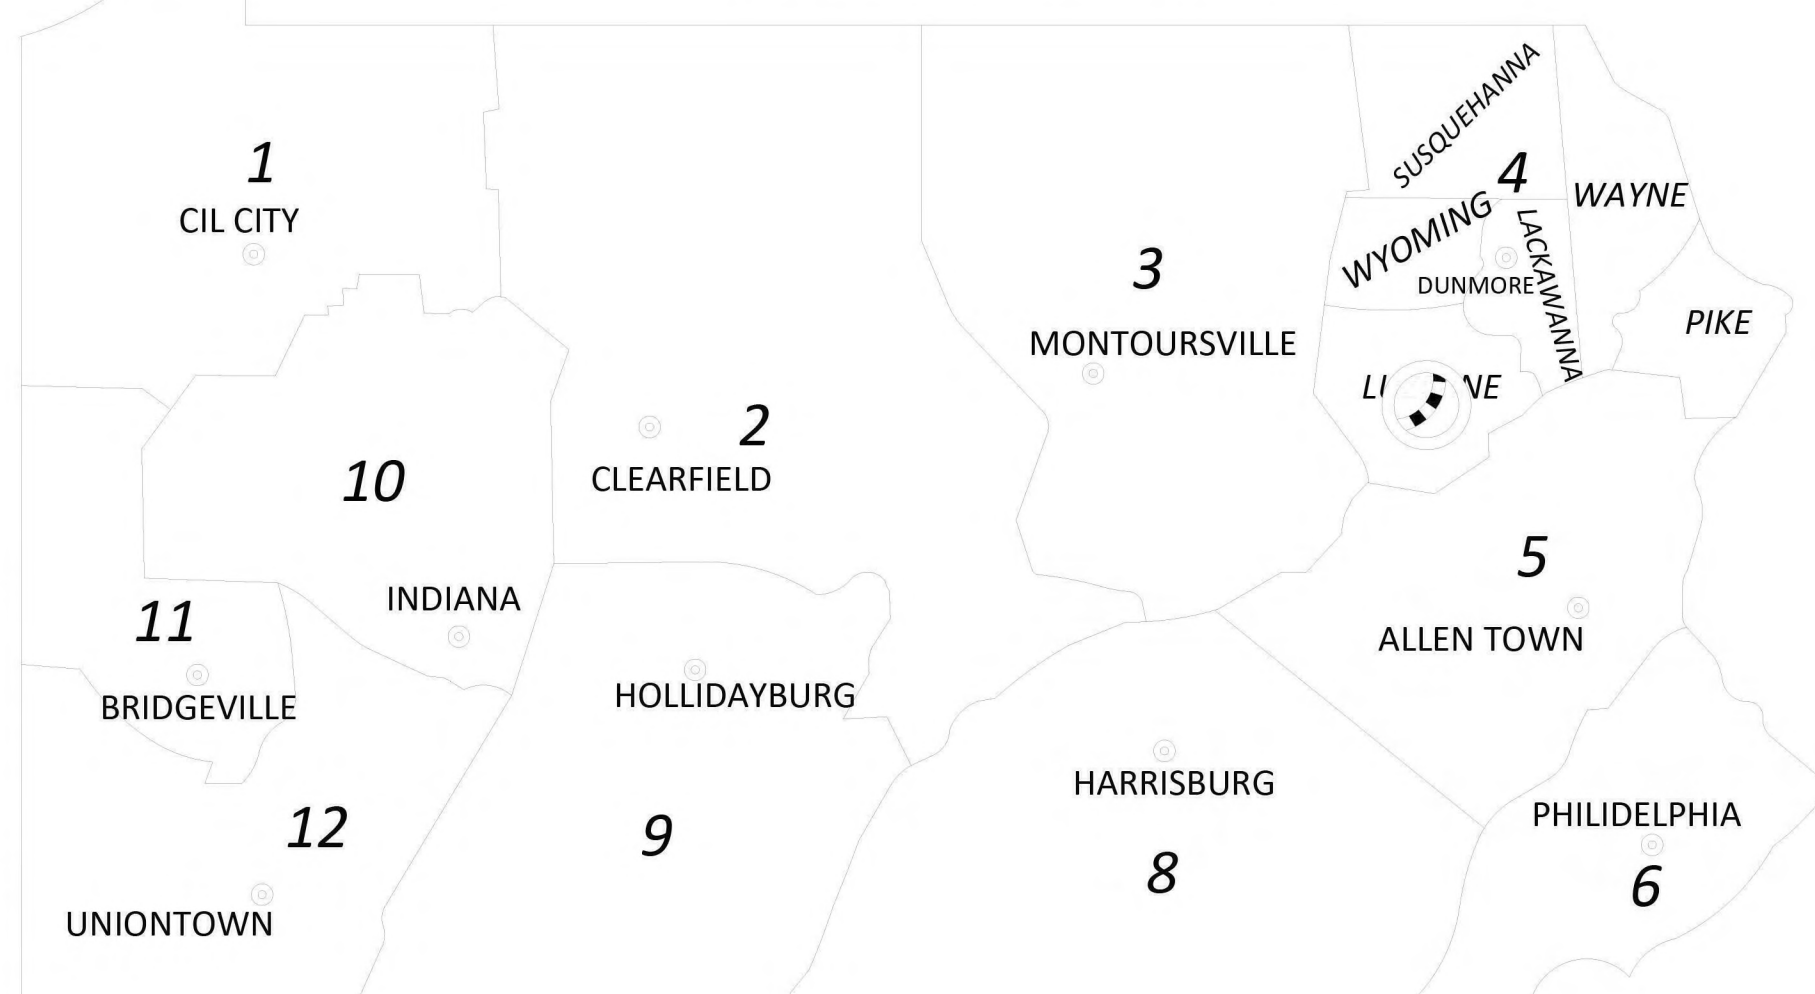 SUSQUEHANNA
1
4
WAYNE
CIL CITY
WYOMING
LACKAWANNA
3
DUNMORE
PIKE
MONTOURSVILLE
2
10
CLEARFIELD
5
INDIANA
11
ALLEN TOWN
BRIDGEVILLE
HOLLIDAYBURG
HARRISBURG
12
9
PHILIDELPHIA
8
6
UNIONTOWN